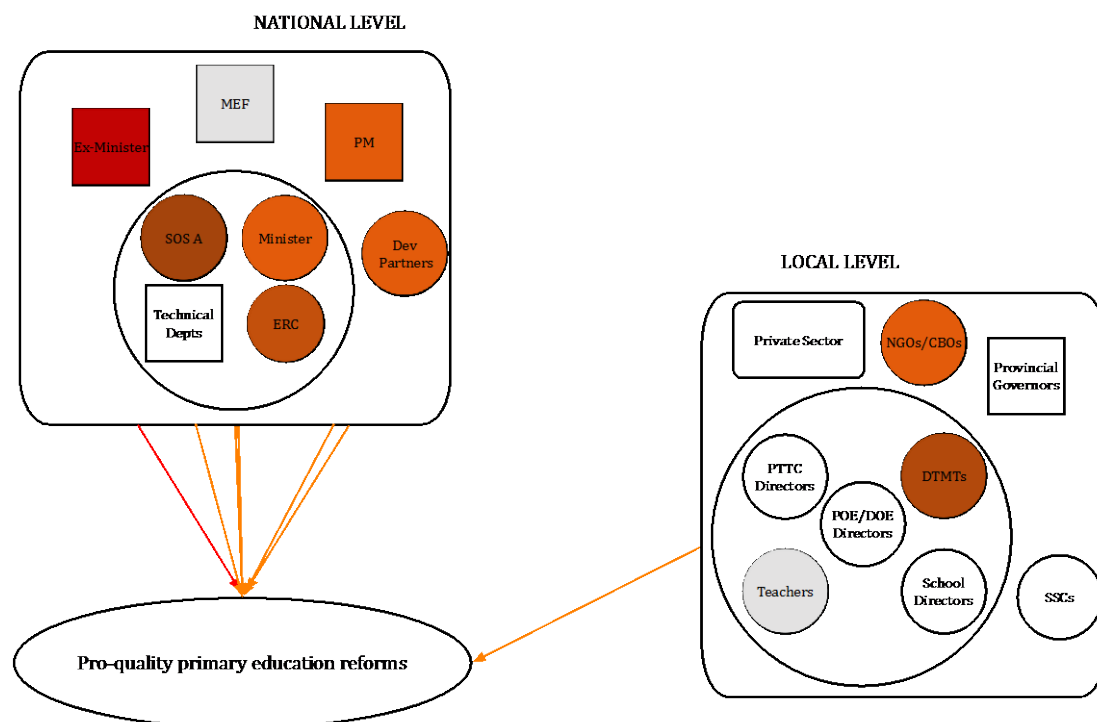 NATIONAL LEVEL
MEF
Ex-Minister
PM
SOS A
Minister
Dev
Partners
Technical
Depts
ERC
LOCAL LEVEL
Private Sector
NGOs/CBOs
Provincial
Governors
PTTC
Directors
DTMTs
POE/DOE
Directors
Teachers
School
Directors
SSCs
Pro-quality primary education reforms